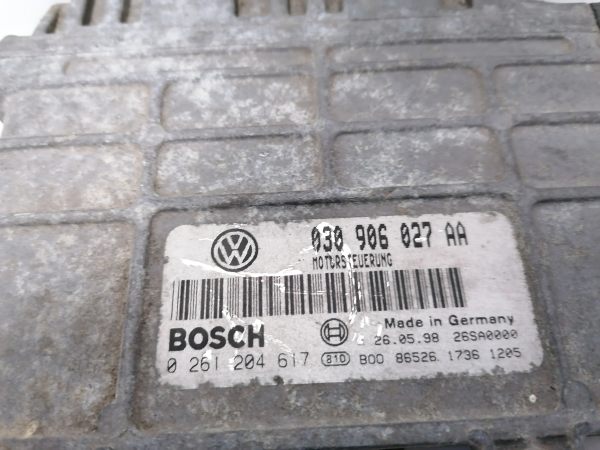 030 906 027 AA
MOTORSTEUERUNG
BOSCH
Made in Germany
26.05.98 26SA0000
0 261 204 617 81D B00 86526 1736 1205